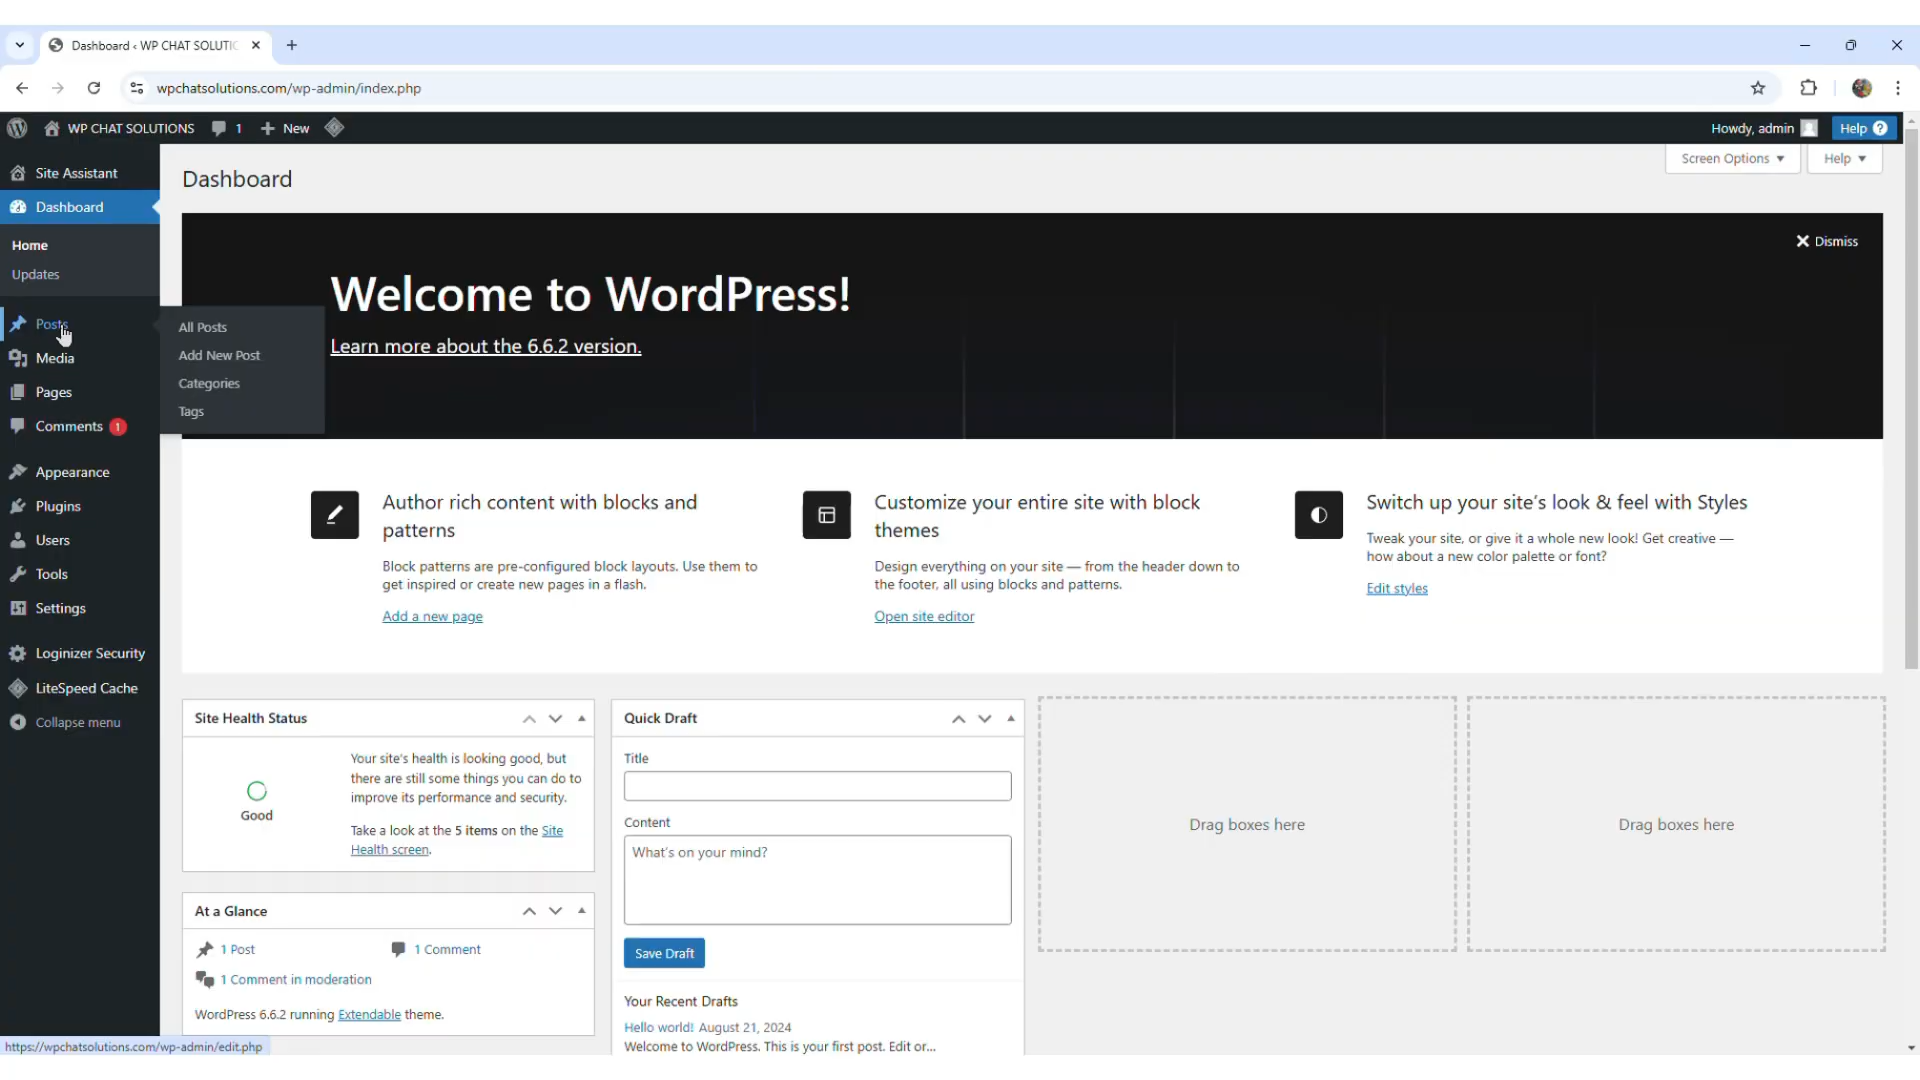 Dashboard ‹ WP CHAT SOLUTIO
wpchatsolutions.com/wp-admin/index.php
WP CHAT SOLUTIONS 1 New
Howdy, admin Help ?
Screen Options Help
Site Assistant
Dashboard
Home
Updates
Posts
Media
Pages
Comments 1
Appearance
Plugins
Users
Tools
Settings
Loginizer Security
LiteSpeed Cache
Collapse menu
All Posts
Add New Post
Categories
Tags
Dashboard
Dismiss
Welcome to WordPress!
Learn more about the 6.6.2 version.
Author rich content with blocks and
patterns
Block patterns are pre-configured block layouts. Use them to
get inspired or create new pages in a flash.
Add a new page
Customize your entire site with block
themes
Design everything on your site — from the header down to
the footer, all using blocks and patterns.
Open site editor
Switch up your site's look & feel with Styles
Tweak your site, or give it a whole new look! Get creative —
how about a new color palette or font?
Edit styles
Site Health Status
Good
Your site's health is looking good, but
there are still some things you can do to
improve its performance and security.
Take a look at the 5 items on the Site
Health screen.
At a Glance
1 Post 1 Comment
1 Comment in moderation
WordPress 6.6.2 running Extendable theme.
Quick Draft
Title
Content
What's on your mind?
Save Draft
Your Recent Drafts
Hello world! August 21, 2024
Welcome to WordPress. This is your first post. Edit or...
Drag boxes here
Drag boxes here
https://wpchatsolutions.com/wp-admin/edit.php